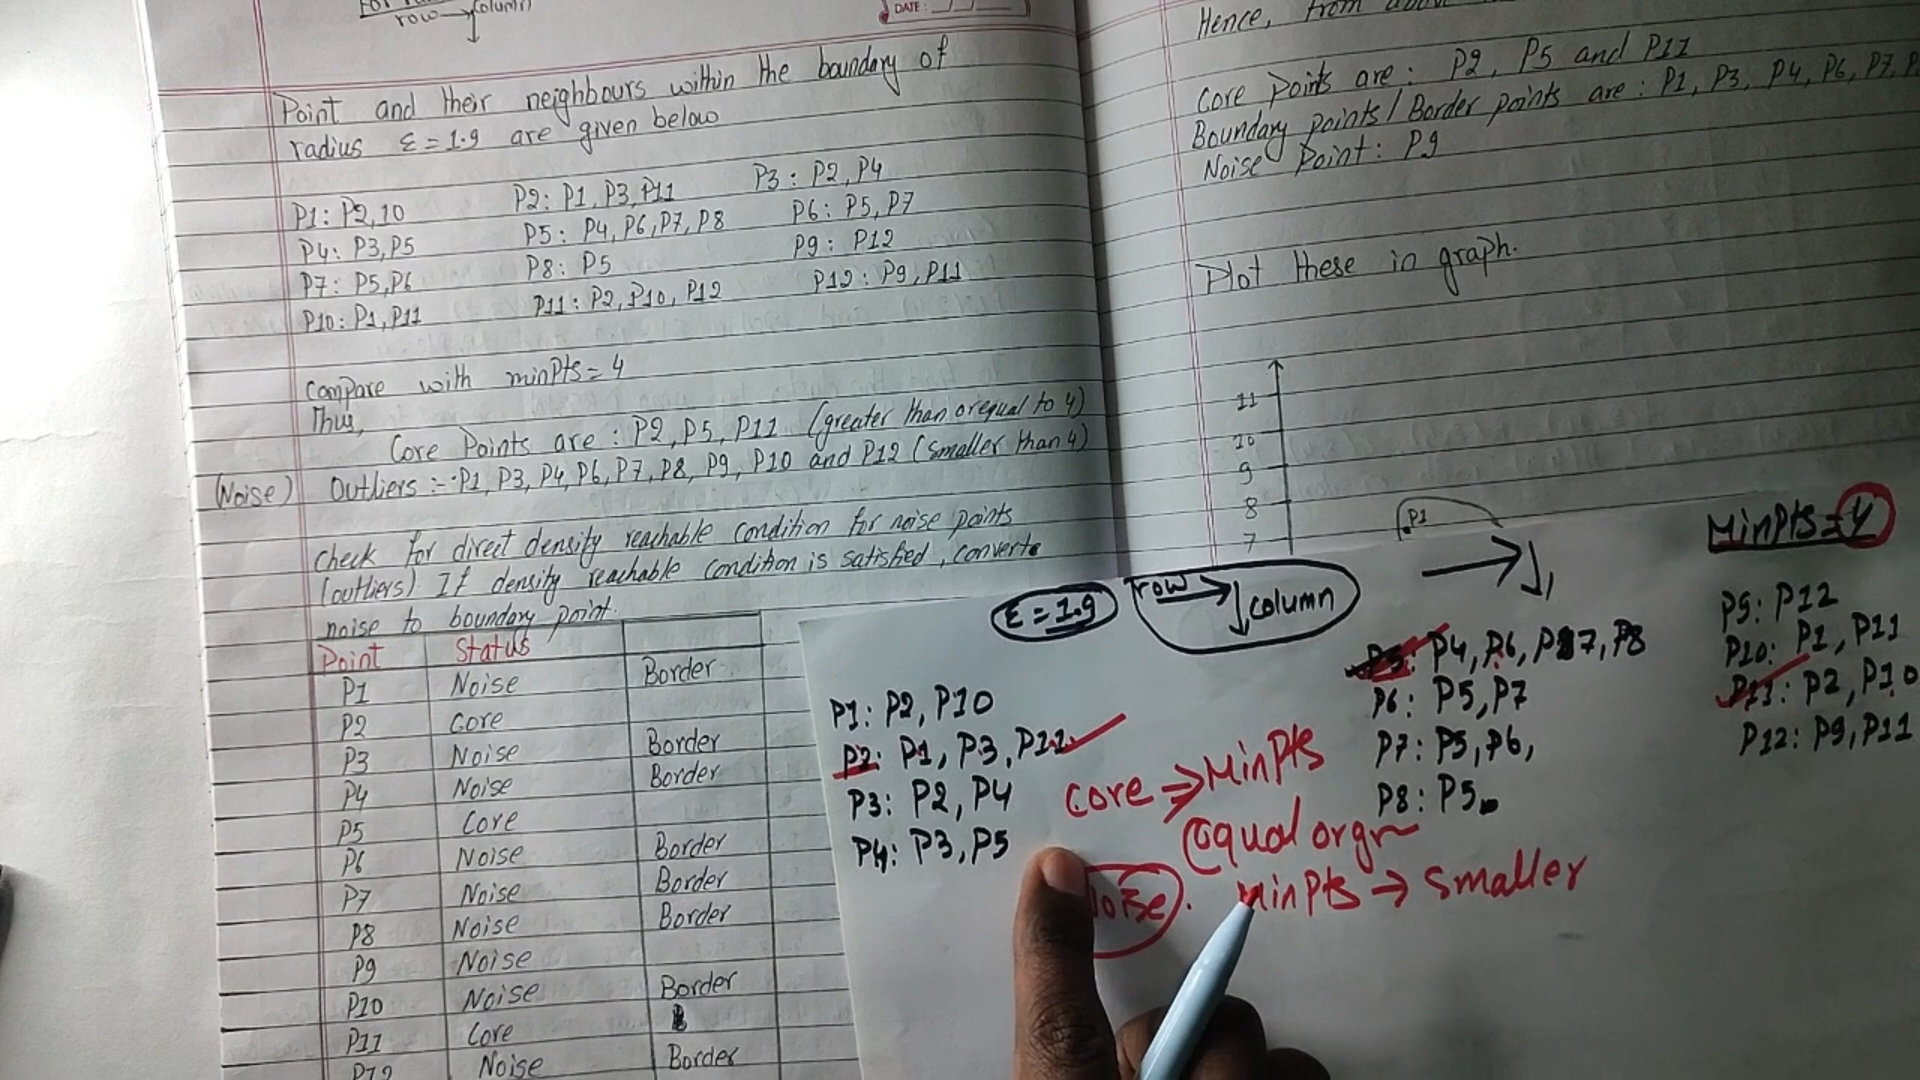 row column
DATE:
Point and their neighbours within the boundary of
radius ε = 1.9 are given below
P1: P2,10 P2: P1, P3, P11 P3: P2, P4
P4: P3, P5 P5: P4, P6, P7, P8 P6: P5, P7
P7: P5, P6 P8: P5 P9: P12
P10: P1, P11 P11: P2, P10, P12 P12: P9, P11
Compare with minPts = 4
Thus,
Core Points are: P2, P5, P11 (greater than or equal to 4)
(Noise) Outliers :- P1, P3, P4, P6, P7, P8, P9, P10 and P12 (Smaller than 4)
Check for direct density reachable condition for noise points
(outliers) If density reachable condition is satisfied, convert
noise to boundary point.
Point Status
P1 Noise Border
P2 Core
P3 Noise Border
P4 Noise Border
P5 Core
P6 Noise Border
P7 Noise Border
P8 Noise Border
P9 Noise
P10 Noise Border
P11 Core
P12 Noise Border
Hence, from
Core Points are: P2, P5 and P11
Boundary points / Border points are: P1, P3, P4, P6, P7,
Noise Point: P9
Plot these in graph.
11
10
9
8
7
P1
ε = 1.9 row column
P1: P2, P10
P2: P1, P3, P11
P3: P2, P4
P4: P3, P5
P5: P4, P6, P7, P8
P6: P5, P7
P7: P5, P6,
P8: P5
MinPts = 4
P9: P12
P10: P1, P11
P11: P2, P10
P12: P9, P11
Core MinPts
MinPts → Smaller